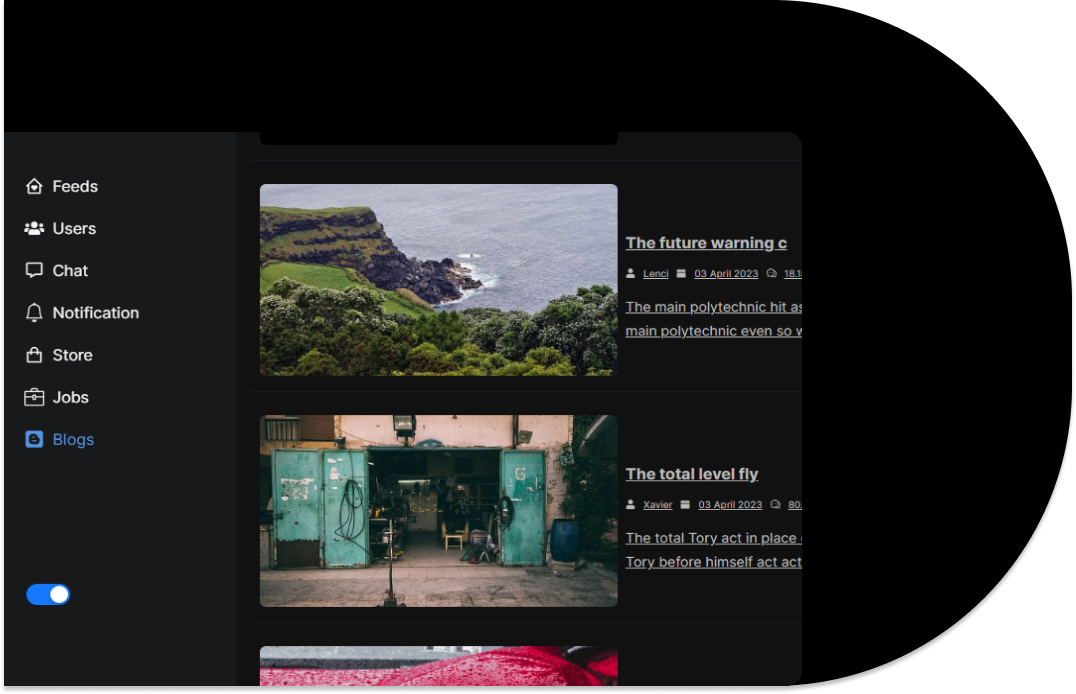 Feeds
Users
Chat
Notification
Store
Jobs
Blogs
The future warning c
Lenci 03 April 2023 18.1
The main polytechnic hit as
main polytechnic even so w
The total level fly
Xavier 03 April 2023 80.
The total Tory act in place
Tory before himself act act